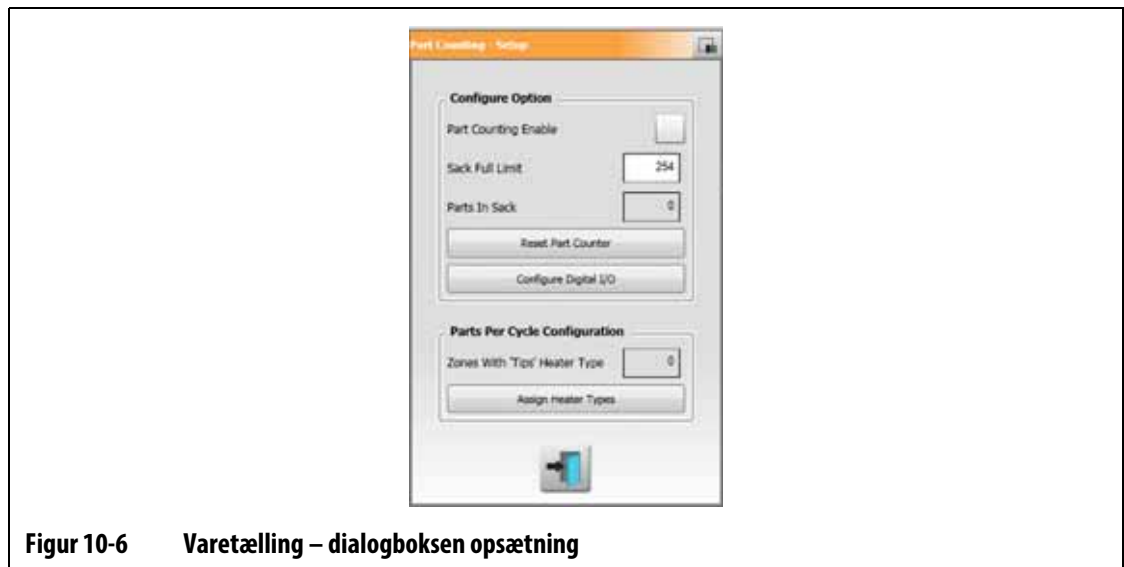 Part Counting - Setup
Configure Option
Part Counting Enable
Sack Full Limit 254
Parts In Sack 0
Reset Part Counter
Configure Digital I/O
Parts Per Cycle Configuration
Zones With 'Tips' Heater Type 0
Assign Heater Types
Figur 10-6 Varetælling – dialogboksen opsætning